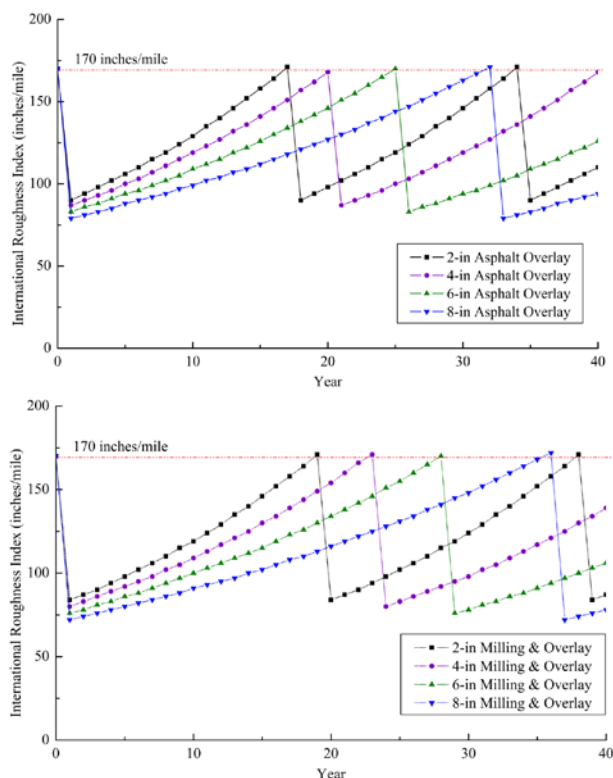 200
170 inches/mile
150
100
50
0
International Roughness Index (inches/mile)
2-in Asphalt Overlay
4-in Asphalt Overlay
6-in Asphalt Overlay
8-in Asphalt Overlay
0 10 20 30 40
Year
200
170 inches/mile
150
100
50
0
International Roughness Index (inches/mile)
2-in Milling & Overlay
4-in Milling & Overlay
6-in Milling & Overlay
8-in Milling & Overlay
0 10 20 30 40
Year